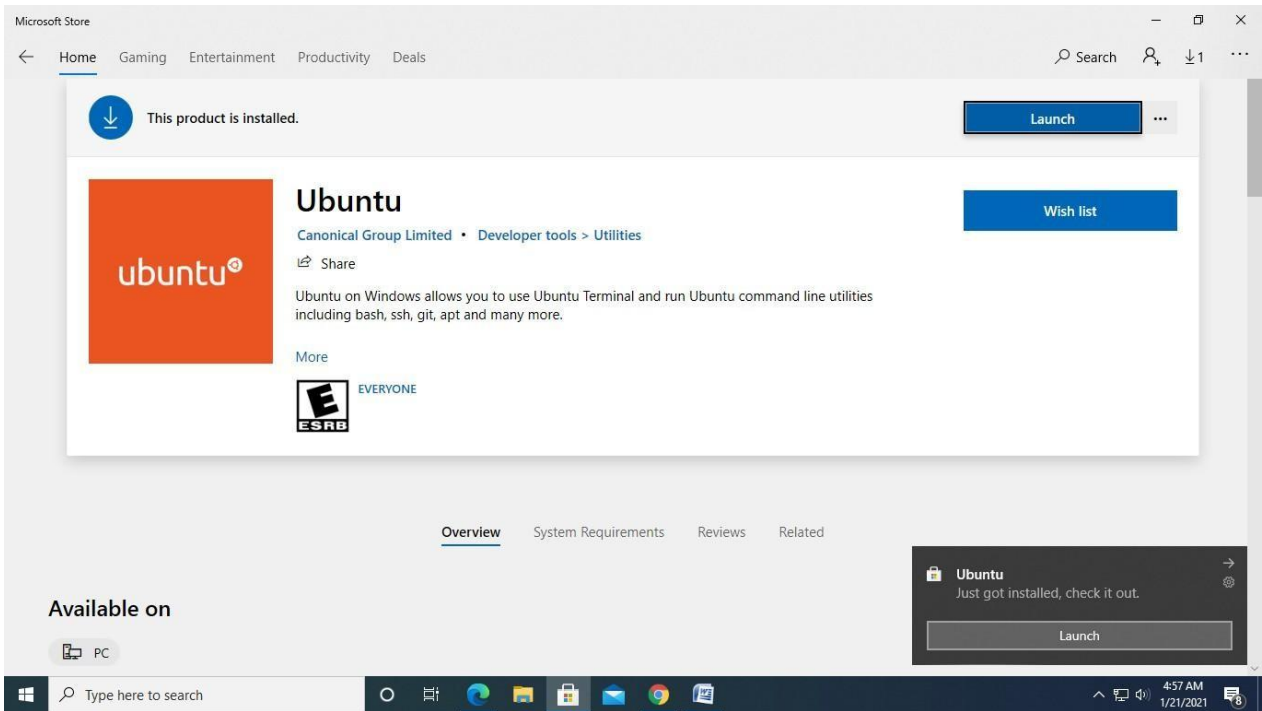 Microsoft Store
Home Gaming Entertainment Productivity Deals Search 1
This product is installed. Launch
ubuntu
Ubuntu
Canonical Group Limited • Developer tools > Utilities
Share
Ubuntu on Windows allows you to use Ubuntu Terminal and run Ubuntu command line utilities
including bash, ssh, git, apt and many more.
More
E
ESRB
EVERYONE
Wish list
Overview System Requirements Reviews Related
Available on
PC
Ubuntu
Just got installed, check it out.
Launch
Type here to search
4:57 AM
1/21/2021
8